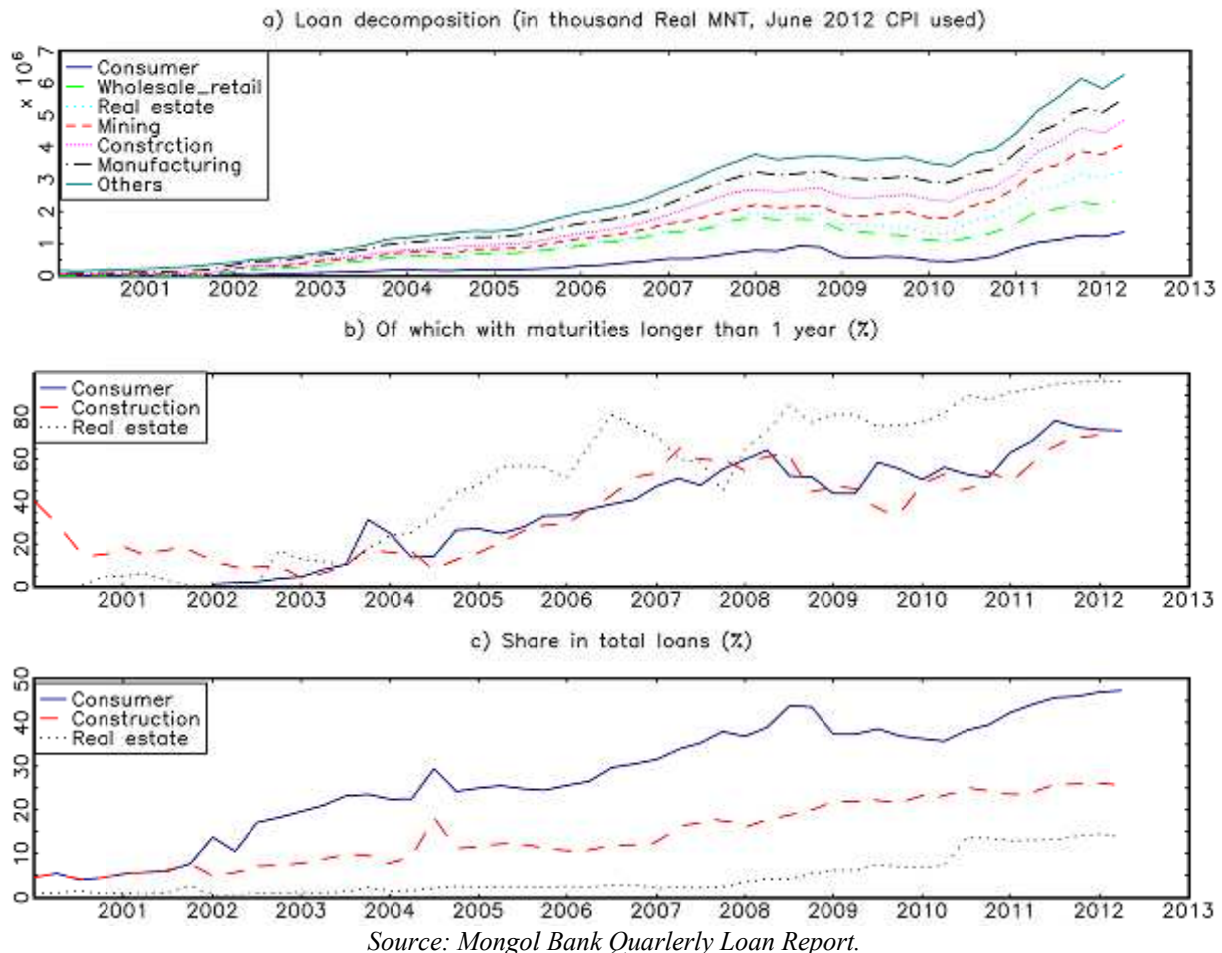 a) Loan decomposition (in thousand Real MNT, June 2012 CPI used)
x 10⁶
7
6
5
4
3
2
1
0
Consumer
Wholesale_retail
Real estate
Mining
Constrction
Manufacturing
Others
2001 2002 2003 2004 2005 2006 2007 2008 2009 2010 2011 2012 2013
b) Of which with maturities longer than 1 year (%)
80
60
40
20
0
Consumer
Construction
Real estate
2001 2002 2003 2004 2005 2006 2007 2008 2009 2010 2011 2012 2013
c) Share in total loans (%)
50
40
30
20
10
0
Consumer
Construction
Real estate
2001 2002 2003 2004 2005 2006 2007 2008 2009 2010 2011 2012 2013
Source: Mongol Bank Quarlerly Loan Report.